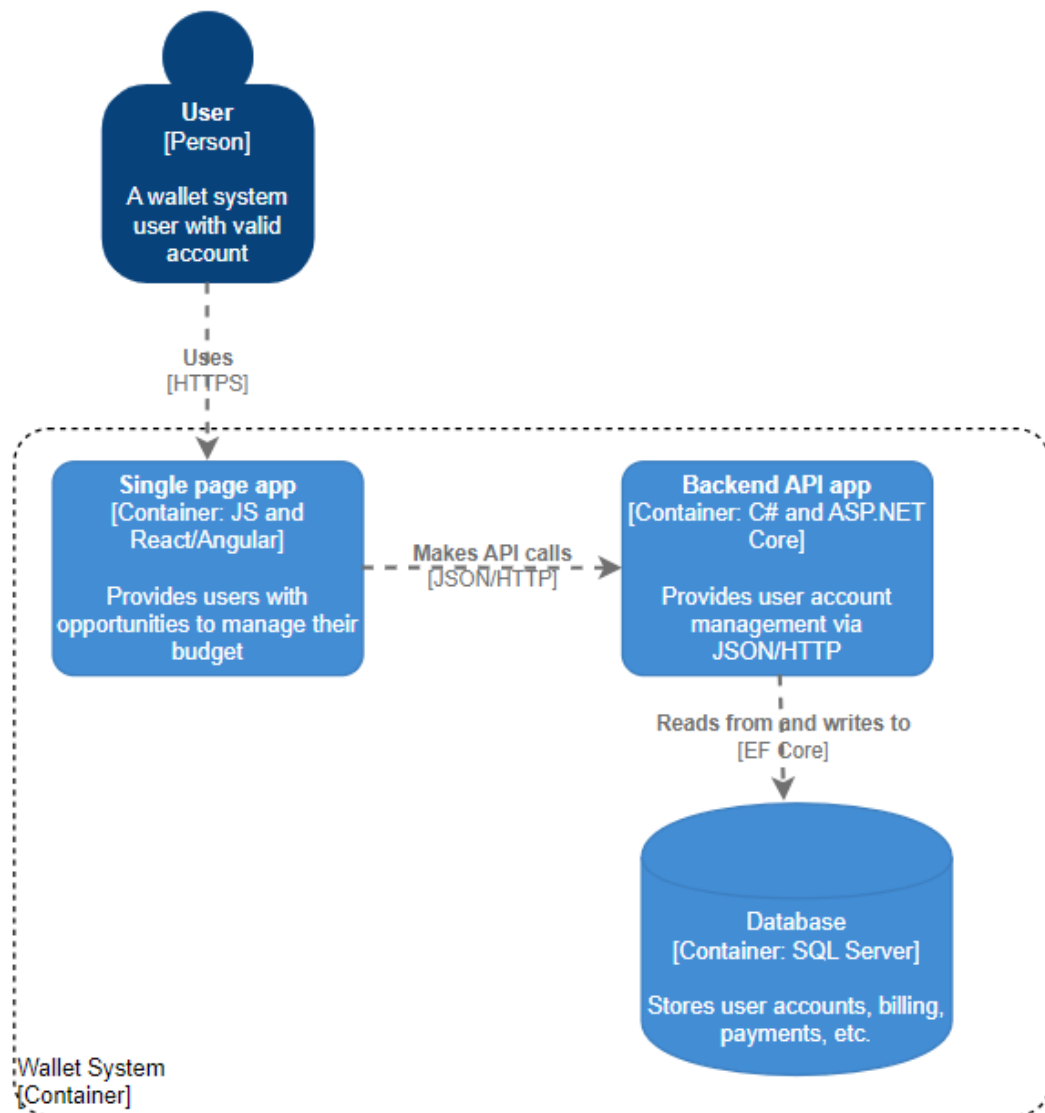 User
[Person]
A wallet system
user with valid
account
Uses
[HTTPS]
Single page app
[Container: JS and
React/Angular]
Provides users with
opportunities to manage their
budget
Makes API calls
[JSON/HTTP]
Backend API app
[Container: C# and ASP.NET
Core]
Provides user account
management via
JSON/HTTP
Reads from and writes to
[EF Core]
Database
[Container: SQL Server]
Stores user accounts, billing,
payments, etc.
Wallet System
[Container]